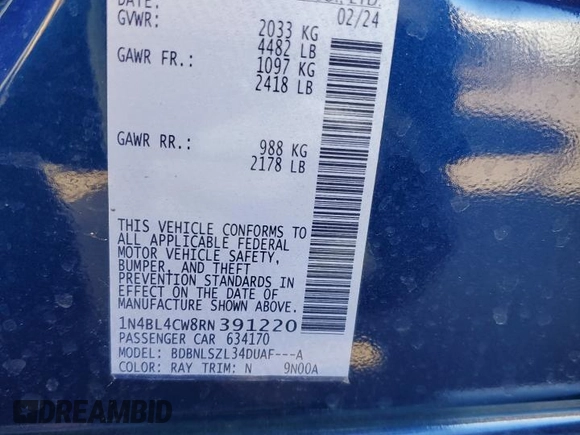 DATE: LTD.
GVWR: 02/24
2033 KG
4482 LB
GAWR FR.: 1097 KG
2418 LB
GAWR RR.: 988 KG
2178 LB
THIS VEHICLE CONFORMS TO
ALL APPLICABLE FEDERAL
MOTOR VEHICLE SAFETY,
BUMPER, AND THEFT
PREVENTION STANDARDS IN
EFFECT ON THE DATE OF
MANUFACTURE SHOWN ABOVE.
1N4BL4CW8RN391220
PASSENGER CAR 634170
MODEL: BDBNLSZL34DUAF---A
COLOR: RAY TRIM: N 9N00A
DREAMBID